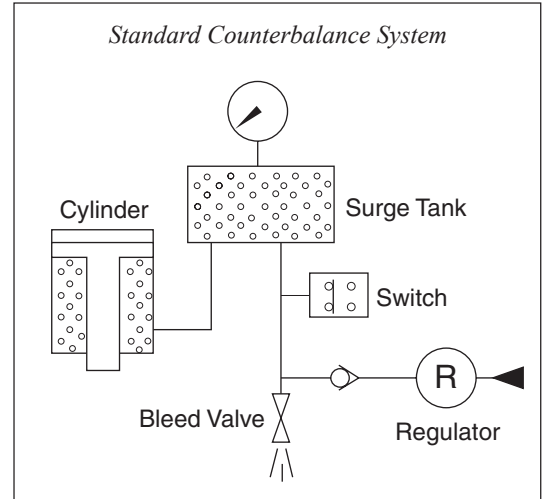 Standard Counterbalance System
Cylinder
Surge Tank
Switch
R
Bleed Valve
Regulator